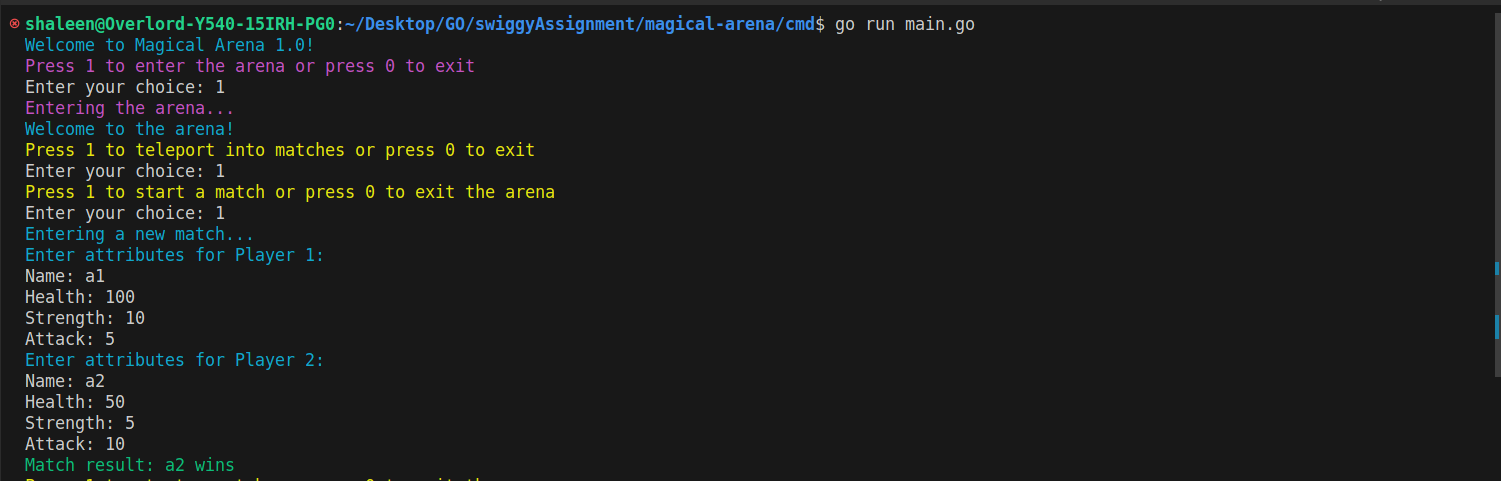 shaleen@Overlord-Y540-15IRH-PG0:~/Desktop/GO/swiggyAssignment/magical-arena/cmd$ go run main.go
Welcome to Magical Arena 1.0!
Press 1 to enter the arena or press 0 to exit
Enter your choice: 1
Entering the arena...
Welcome to the arena!
Press 1 to teleport into matches or press 0 to exit
Enter your choice: 1
Press 1 to start a match or press 0 to exit the arena
Enter your choice: 1
Entering a new match...
Enter attributes for Player 1:
Name: a1
Health: 100
Strength: 10
Attack: 5
Enter attributes for Player 2:
Name: a2
Health: 50
Strength: 5
Attack: 10
Match result: a2 wins